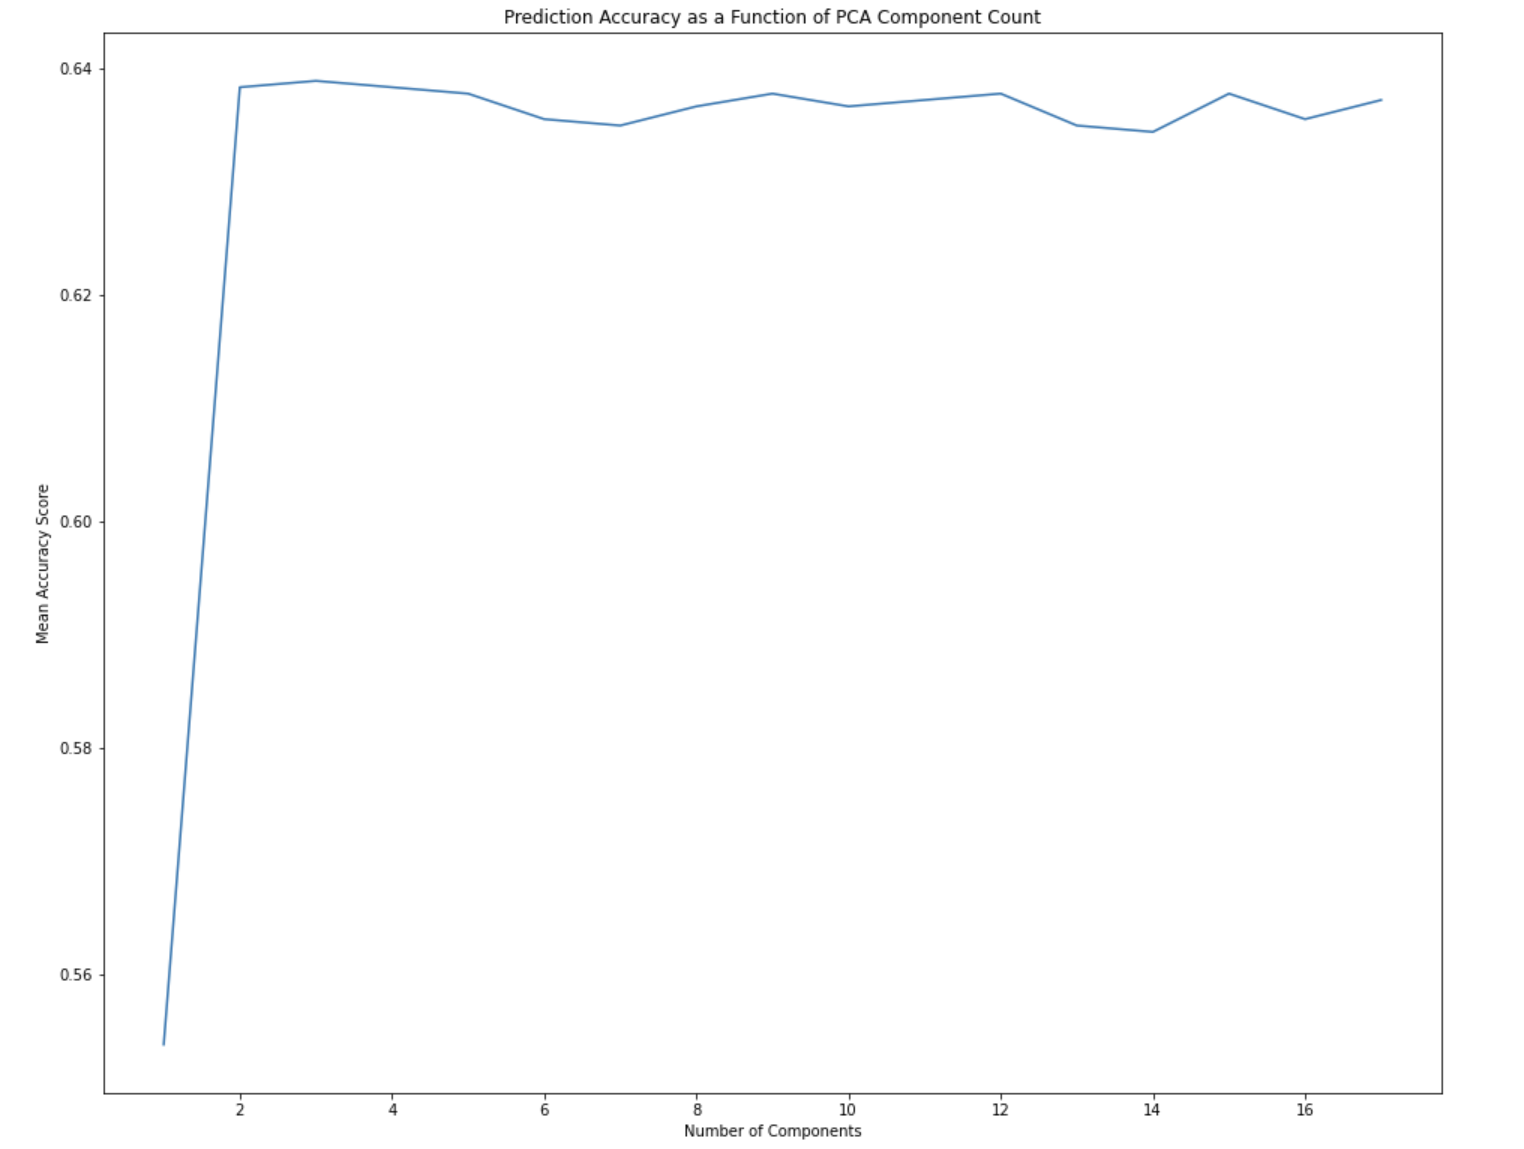 Prediction Accuracy as a Function of PCA Component Count
0.64
0.62
0.60
0.58
0.56
Mean Accuracy Score
2 4 6 8 10 12 14 16
Number of Components